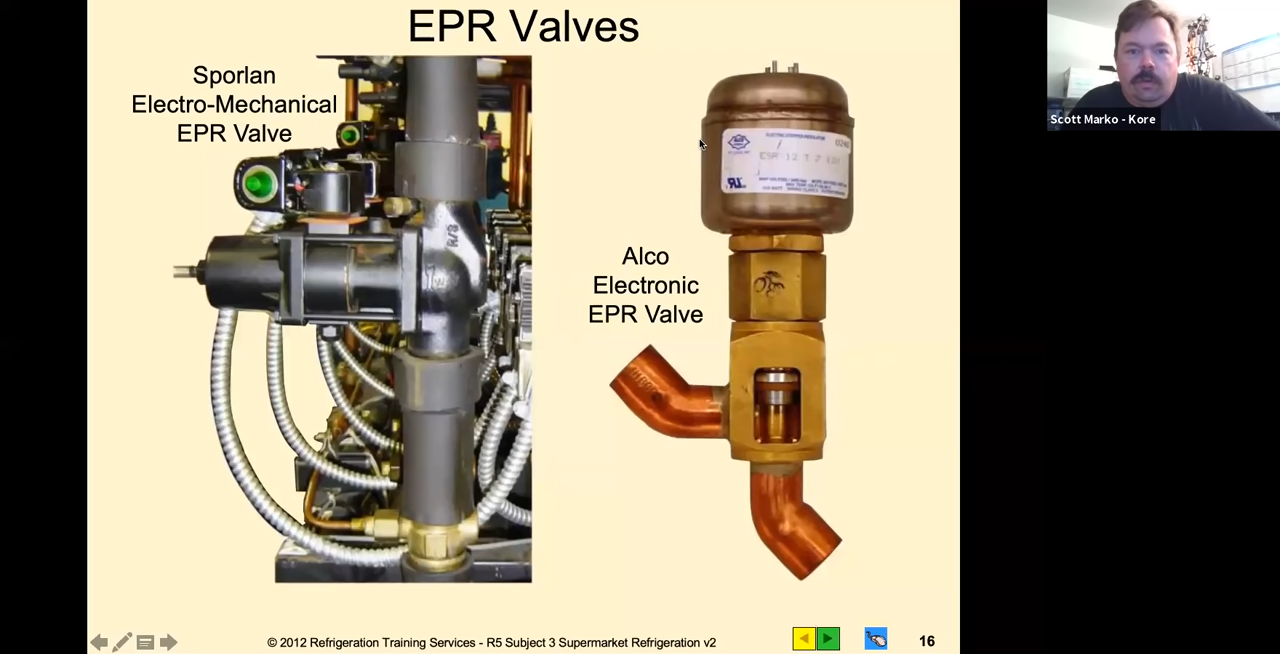 EPR Valves
Sporlan
Electro-Mechanical
EPR Valve
Alco
Electronic
EPR Valve
Scott Marko - Kore
© 2012 Refrigeration Training Services - R5 Subject 3 Supermarket Refrigeration v2
16